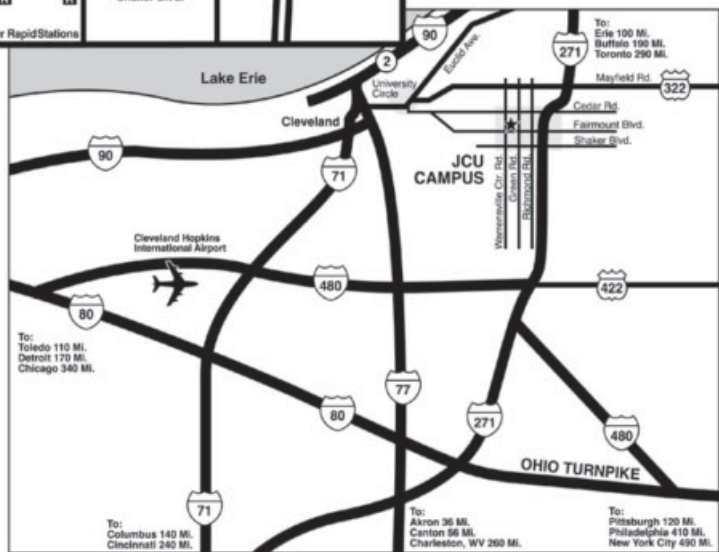 r RapidStations
90
To:
Erie 100 Mi.
Buffalo 190 Mi.
Toronto 290 Mi.
271
2
Euclid Ave.
Lake Erie
University
Circle
Mayfield Rd.
322
Cedar Rd.
Cleveland
Fairmount Blvd.
Shaker Blvd.
90
71
JCU
CAMPUS
Warrensville Ctr. Rd.
Green Rd.
Richmond Rd.
Cleveland Hopkins
International Airport
480
422
80
To:
Toledo 110 Mi.
Detroit 170 Mi.
Chicago 340 Mi.
77
80
271
480
OHIO TURNPIKE
71
To:
Columbus 140 Mi.
Cincinnati 240 Mi.
To:
Akron 36 Mi.
Canton 56 Mi.
Charleston, WV 260 Mi.
To:
Pittsburgh 120 Mi.
Philadelphia 410 Mi.
New York City 490 Mi.